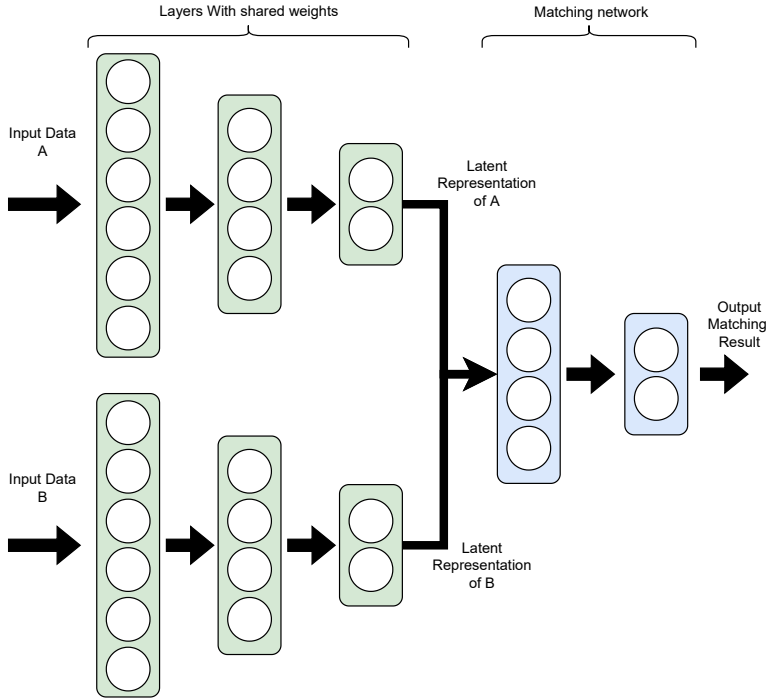 Layers With shared weights
Matching network
Input Data
A
Latent
Representation
of A
Output
Matching
Result
Input Data
B
Latent
Representation
of B